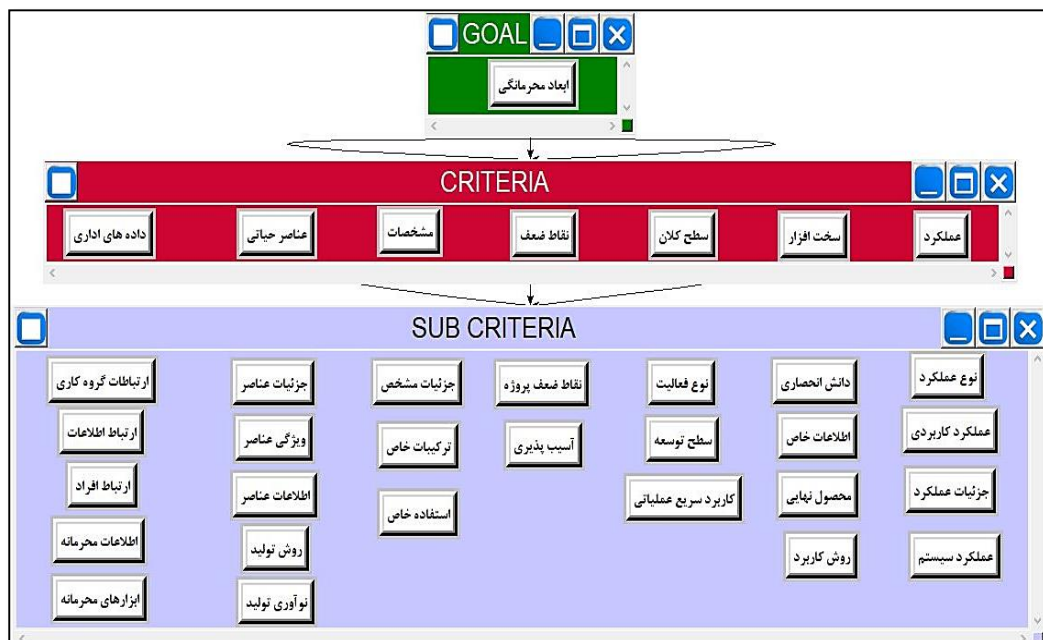 GOAL
ابعاد محرمانگی
CRITERIA
عملکرد
سخت افزار
سطح کلان
نقاط ضعف
مشخصات
عناصر حیاتی
داده های اداری
SUB CRITERIA
نوع عملکرد
عملکرد کاربردی
جزئیات عملکرد
عملکرد سیستم
دانش انحصاری
اطلاعات خاص
محصول نهایی
روش کاربرد
نوع فعالیت
سطح توسعه
کاربرد سریع عملیاتی
نقاط ضعف پروژه
آسیب پذیری
جزئیات مشخص
ترکیبات خاص
استفاده خاص
جزئیات عناصر
ویژگی عناصر
اطلاعات عناصر
روش تولید
نوآوری تولید
ارتباطات گروه کاری
ارتباط اطلاعات
ارتباط افراد
اطلاعات محرمانه
ابزارهای محرمانه